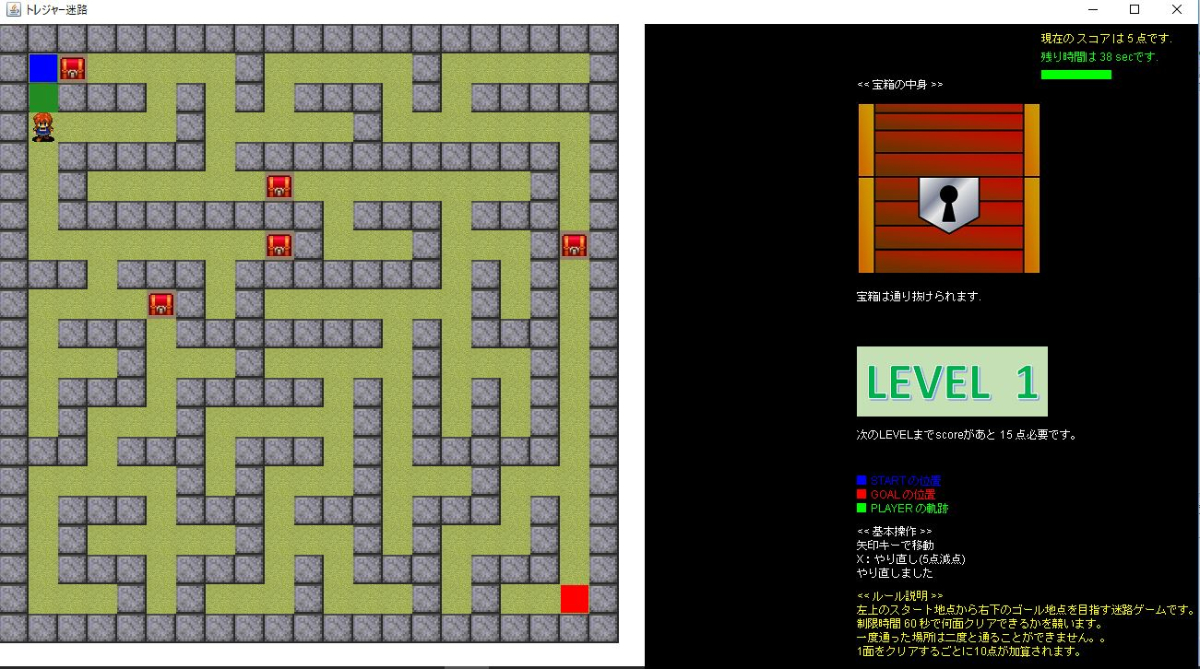 トレジャー迷路
現在のスコアは 5 点です.
残り時間は 38 secです.
<< 宝箱の中身 >>
宝箱は通り抜けられます.
LEVEL 1
次のLEVELまでscoreがあと 15 点必要です。
STARTの位置
GOAL の位置
PLAYER の軌跡
<< 基本操作 >>
矢印キーで移動
X：やり直し(5点減点)
やり直しました
<< ルール説明 >>
左上のスタート地点から右下のゴール地点を目指す迷路ゲームです。
制限時間 60 秒で何面クリアできるかを競います。
一度通った場所は二度と通ることができません。。
1面をクリアするごとに10点が加算されます。